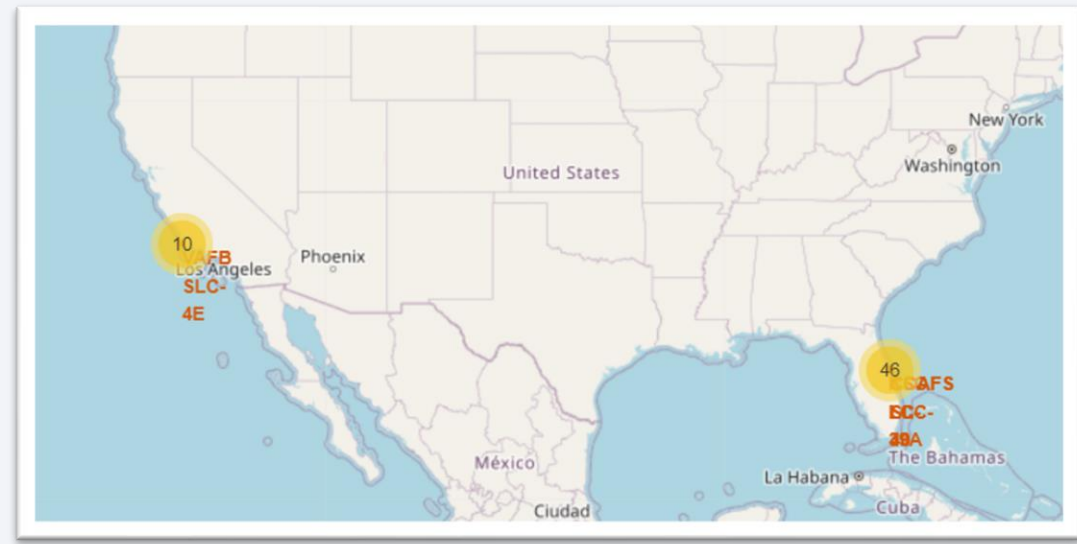 New York
Washington
United States
10
VAFB
SLC-
4E
Los Angeles
Phoenix
46
The Bahamas
La Habana
Cuba
México
Ciudad